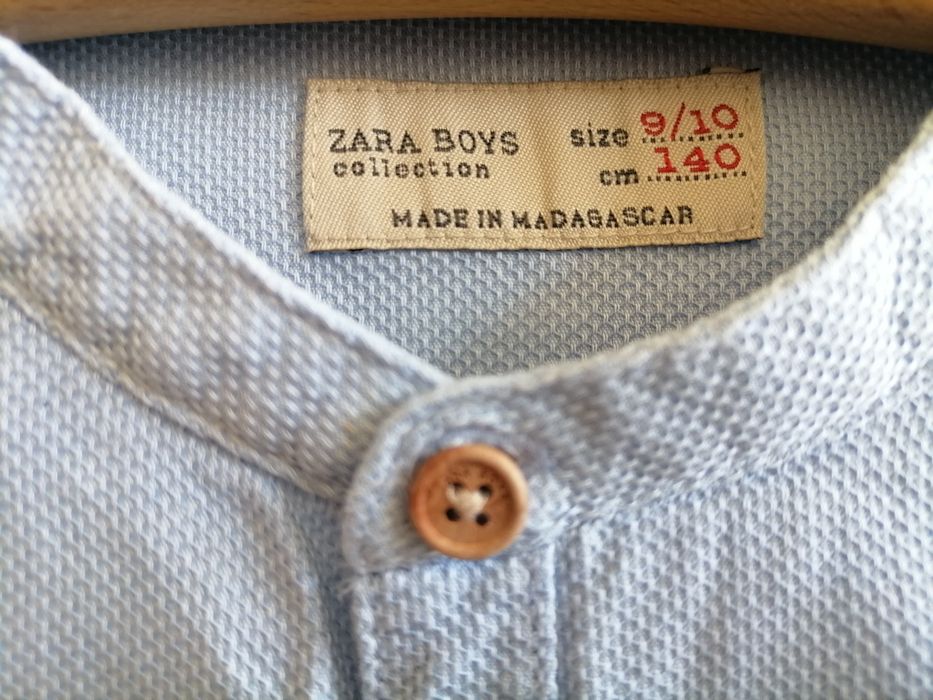 ZARA BOYS size 9/10
collection cm 140
MADE IN MADAGASCAR